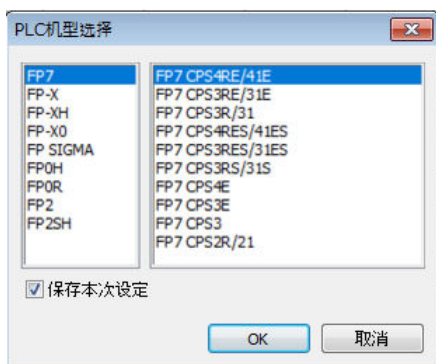 PLC机型选择
FP7
FP-X
FP-XH
FP-X0
FP SIGMA
FP0H
FP0R
FP2
FP2SH
FP7 CPS4RE/41E
FP7 CPS3RE/31E
FP7 CPS3R/31
FP7 CPS4RES/41ES
FP7 CPS3RES/31ES
FP7 CPS3RS/31S
FP7 CPS4E
FP7 CPS3E
FP7 CPS3
FP7 CPS2R/21
保存本次设定
OK
取消